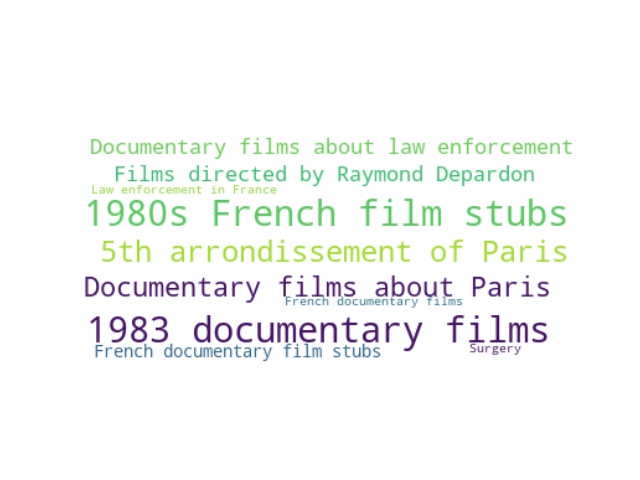 Documentary films about law enforcement
Films directed by Raymond Depardon
Law enforcement in France
1980s French film stubs
5th arrondissement of Paris
Documentary films about Paris
French documentary films
1983 documentary films
French documentary film stubs
Surgery